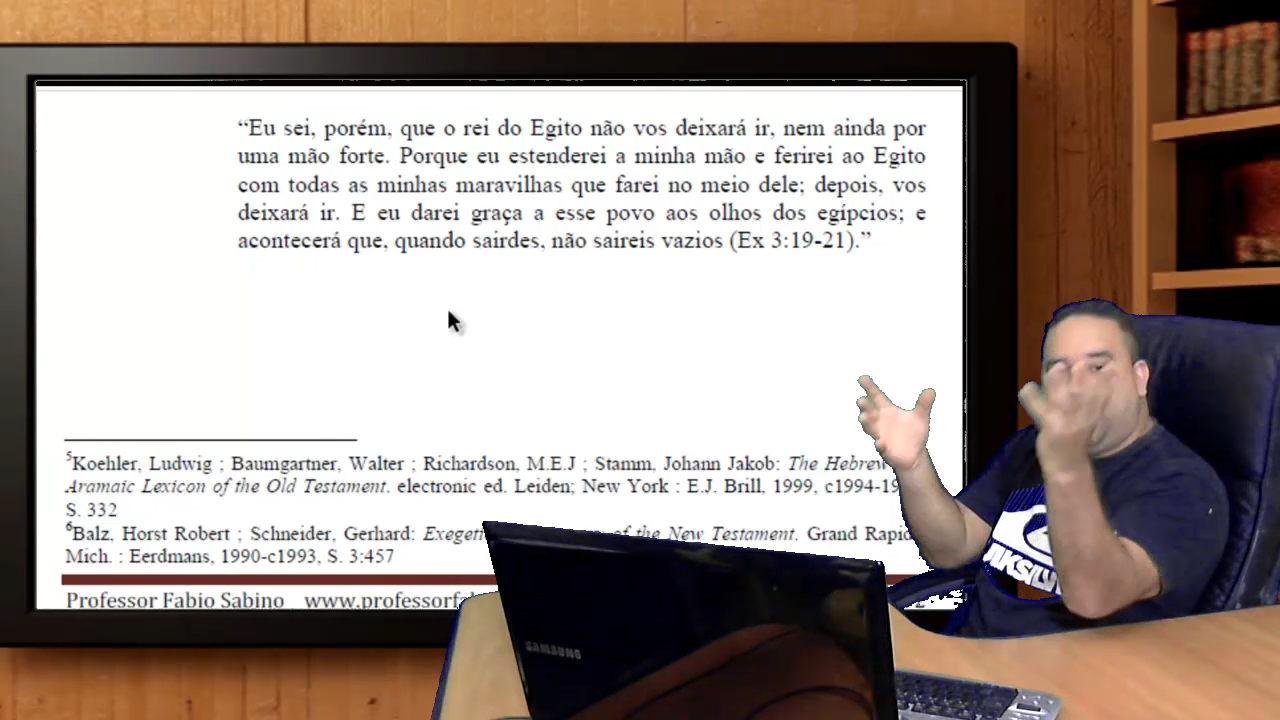 “Eu sei, porém, que o rei do Egito não vos deixará ir, nem ainda por
uma mão forte. Porque eu estenderei a minha mão e ferirei ao Egito
com todas as minhas maravilhas que farei no meio dele; depois, vos
deixará ir. E eu darei graça a esse povo aos olhos dos egípcios; e
acontecerá que, quando sairdes, não saireis vazios (Ex 3:19-21).”
5Koehler, Ludwig ; Baumgartner, Walter ; Richardson, M.E.J ; Stamm, Johann Jakob: The Hebrew
Aramaic Lexicon of the Old Testament. electronic ed. Leiden; New York : E.J. Brill, 1999, c1994-19
S. 332
6Balz, Horst Robert ; Schneider, Gerhard: of the New Testament. Grand Rapid
Mich. : Eerdmans, 1990-c1993, S. 3:457
Professor Fabio Sabino
SAMSUNG